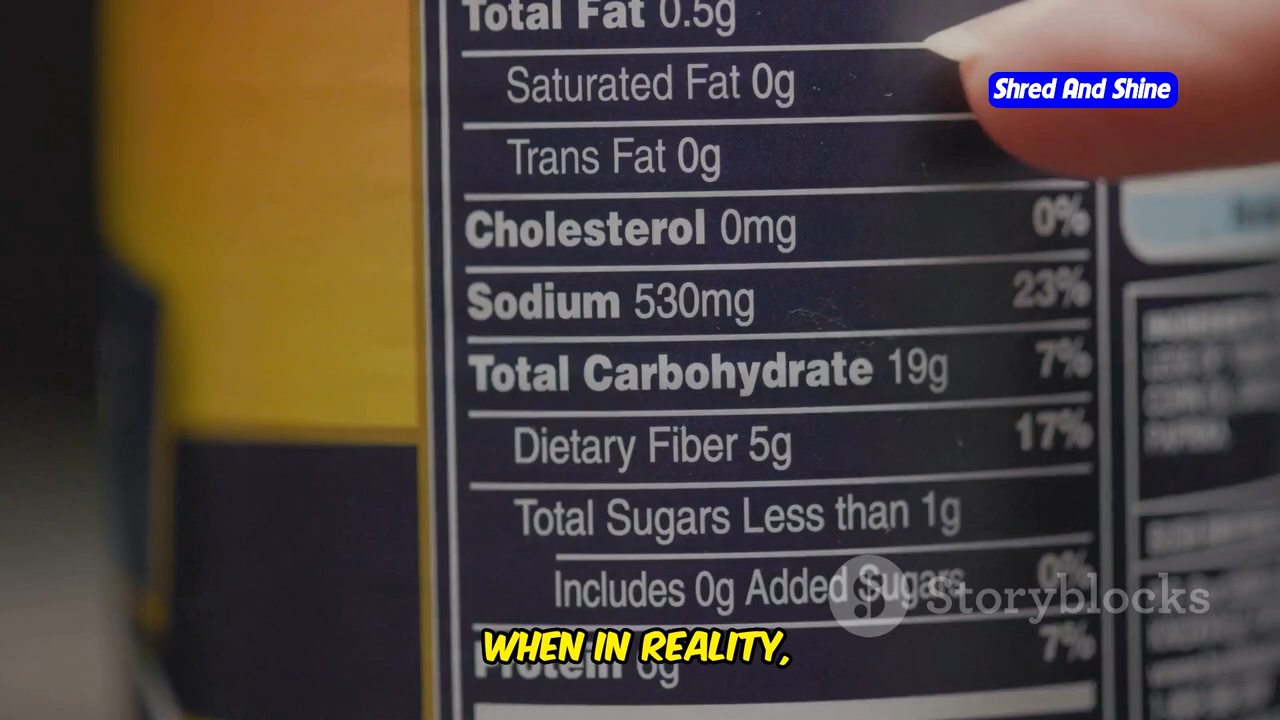 Total Fat 0.5g
Shred And Shine
Saturated Fat 0g
Trans Fat 0g
Cholesterol 0mg 0%
Sodium 530mg 23%
Total Carbohydrate 19g 7%
Dietary Fiber 5g 17%
Total Sugars Less than 1g
Includes 0g Added Sugars 0%
Storyblocks
WHEN IN REALITY,
Protein 6g 7%